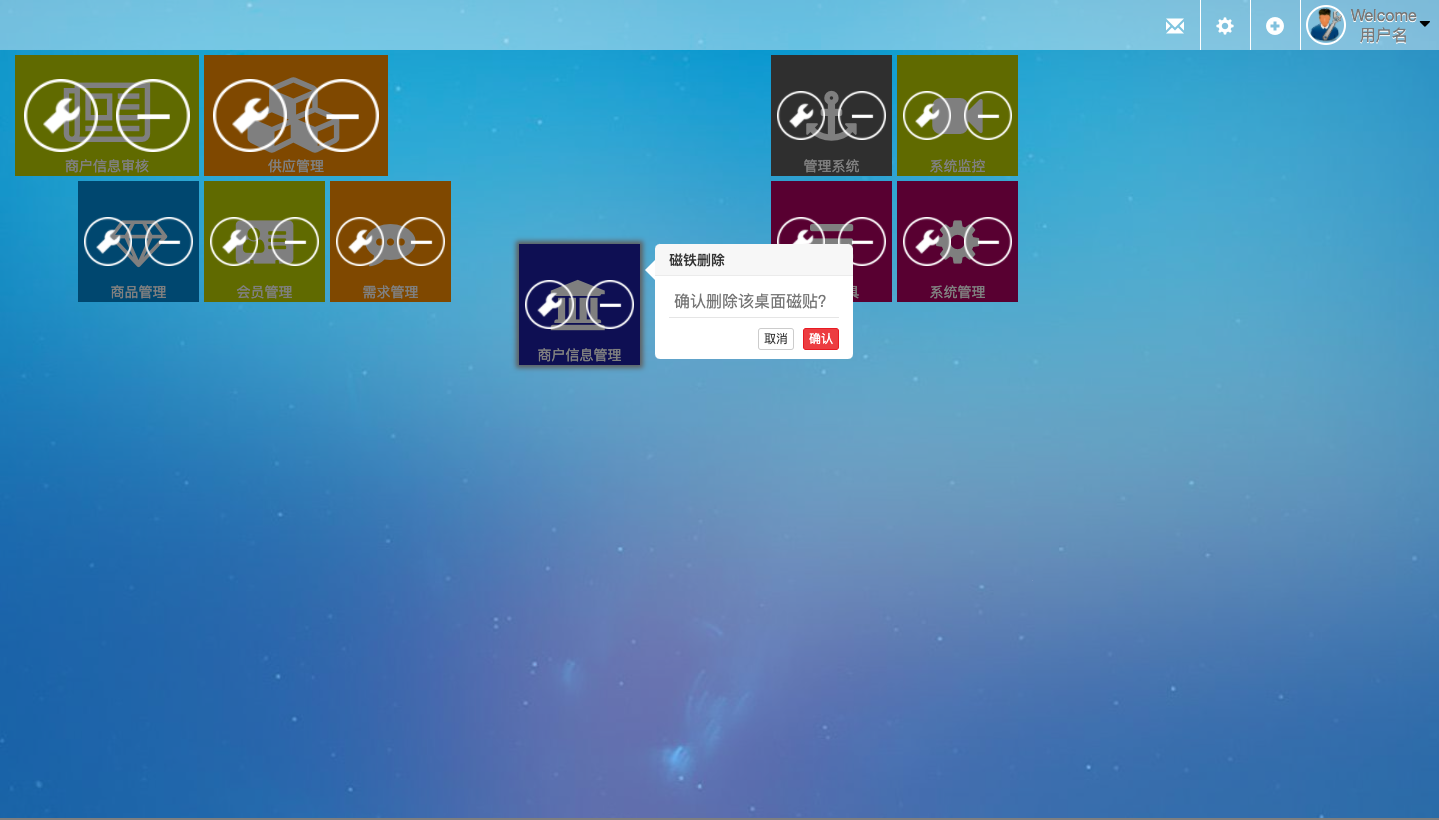 Welcome
用户名
商户信息审核
供应管理
管理系统
系统监控
商品管理
会员管理
需求管理
系统管理
商户信息管理
磁铁删除
确认删除该桌面磁贴?
取消
确认